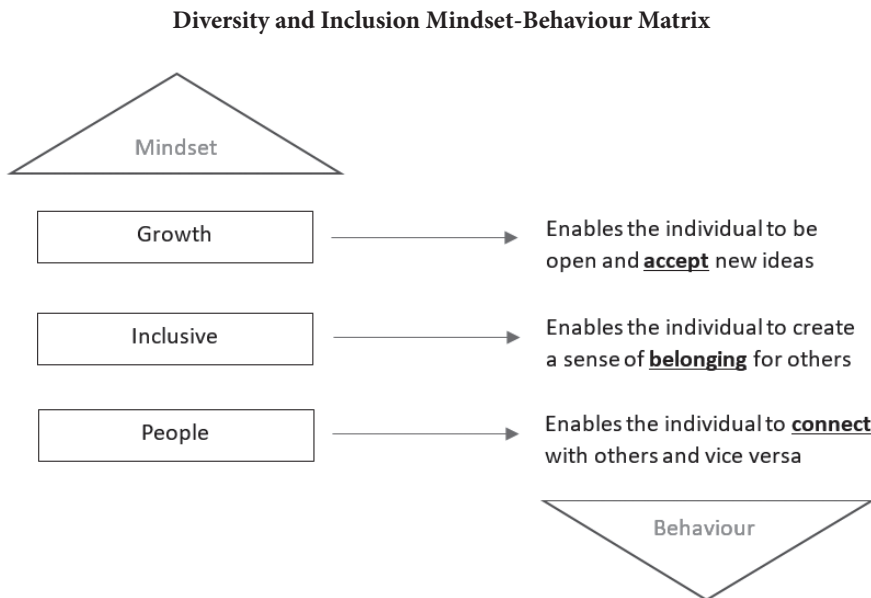 Diversity and Inclusion Mindset-Behaviour Matrix
Mindset
Growth
Enables the individual to be
open and accept new ideas
Inclusive
Enables the individual to create
a sense of belonging for others
People
Enables the individual to connect
with others and vice versa
Behaviour